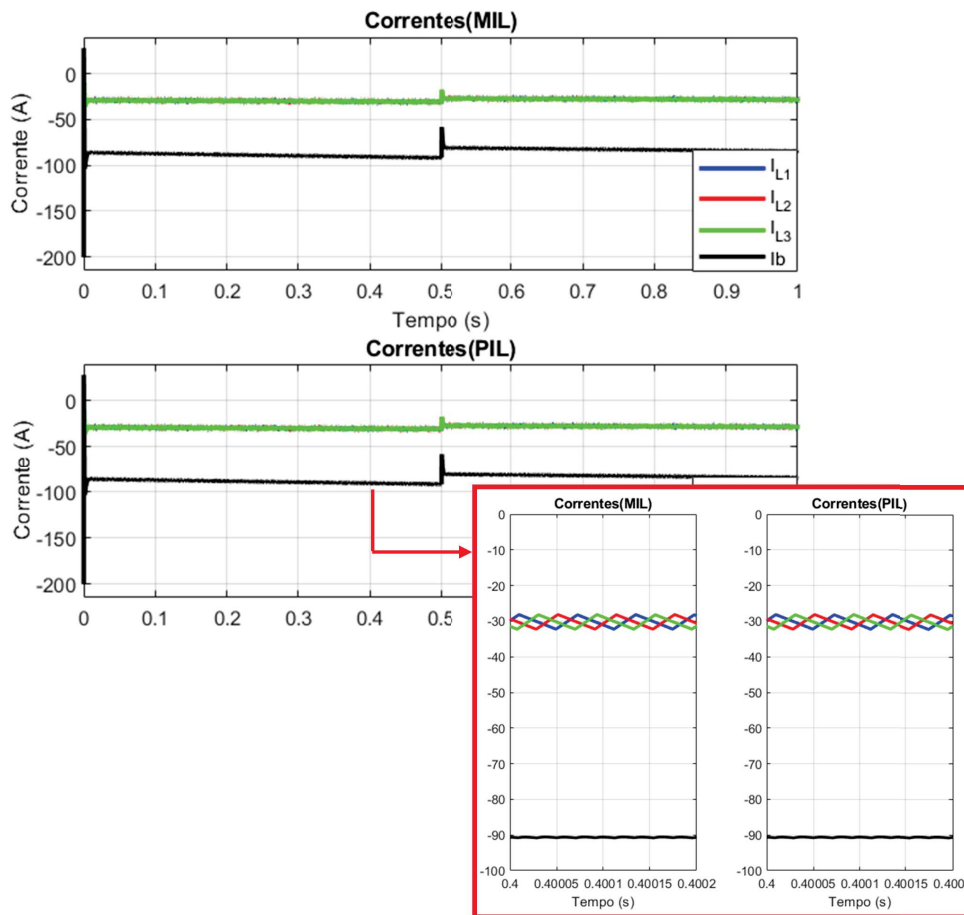 Correntes(MIL)
Corrente (A)
0
-50
-100
-150
-200
I_L1
I_L2
I_L3
Ib
0 0.1 0.2 0.3 0.4 0.5 0.6 0.7 0.8 0.9 1
Tempo (s)
Correntes(PIL)
Corrente (A)
0
-50
-100
-150
-200
0 0.1 0.2 0.3 0.4 0.5
Correntes(MIL)
0
-10
-20
-30
-40
-50
-60
-70
-80
-90
-100
0.4 0.40005 0.4001 0.40015 0.4002
Tempo (s)
Correntes(PIL)
0
-10
-20
-30
-40
-50
-60
-70
-80
-90
-100
0.4 0.40005 0.4001 0.40015 0.400
Tempo (s)